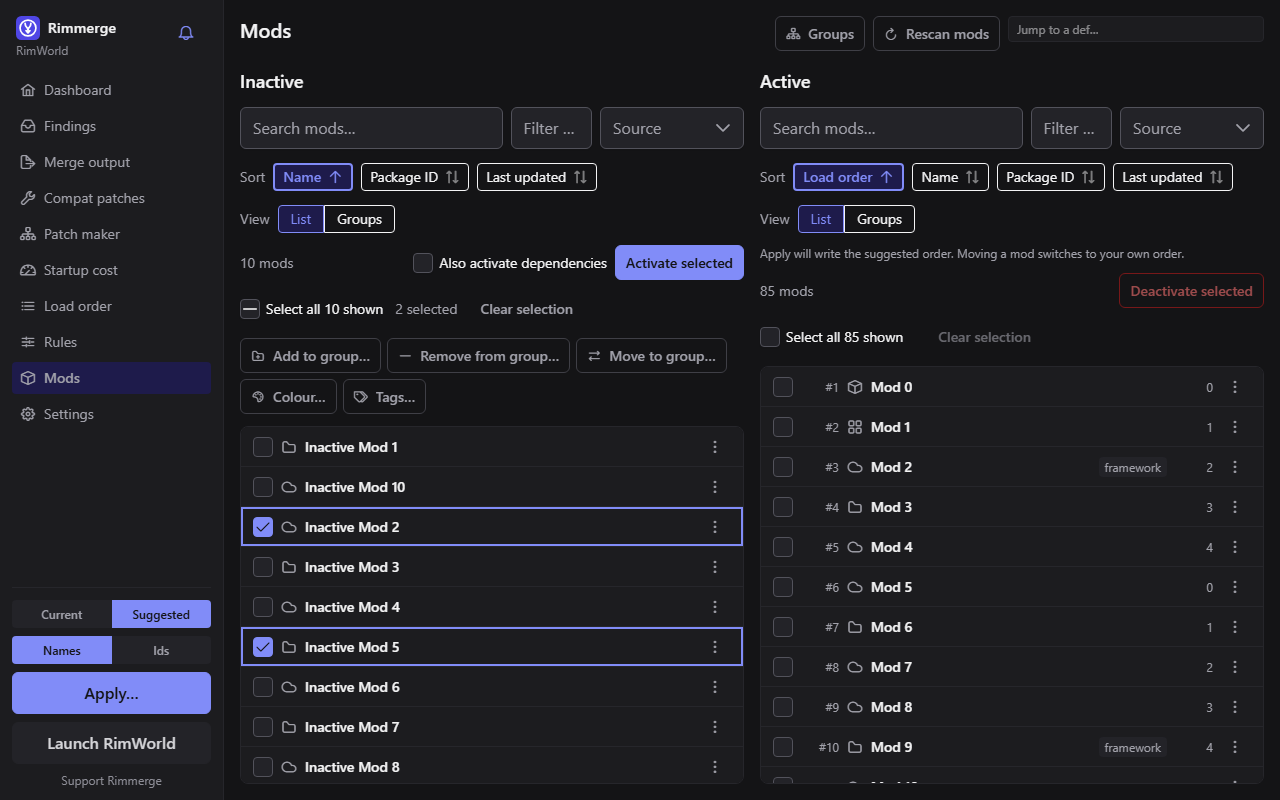 Rimmerge
RimWorld
Dashboard
Findings
Merge output
Compat patches
Patch maker
Startup cost
Load order
Rules
Mods
Settings
Current Suggested
Names Ids
Apply...
Launch RimWorld
Support Rimmerge
Mods
Groups Rescan mods Jump to a def...
Inactive
Search mods... Filter ... Source
Sort Name Package ID Last updated
View List Groups
10 mods Also activate dependencies Activate selected
Select all 10 shown 2 selected Clear selection
Add to group... Remove from group... Move to group...
Colour... Tags...
Inactive Mod 1
Inactive Mod 10
Inactive Mod 2
Inactive Mod 3
Inactive Mod 4
Inactive Mod 5
Inactive Mod 6
Inactive Mod 7
Inactive Mod 8
Active
Search mods... Filter ... Source
Sort Load order Name Package ID Last updated
View List Groups
Apply will write the suggested order. Moving a mod switches to your own order.
85 mods Deactivate selected
Select all 85 shown Clear selection
#1 Mod 0 0
#2 Mod 1 1
#3 Mod 2 framework 2
#4 Mod 3 3
#5 Mod 4 4
#6 Mod 5 0
#7 Mod 6 1
#8 Mod 7 2
#9 Mod 8 3
#10 Mod 9 framework 4